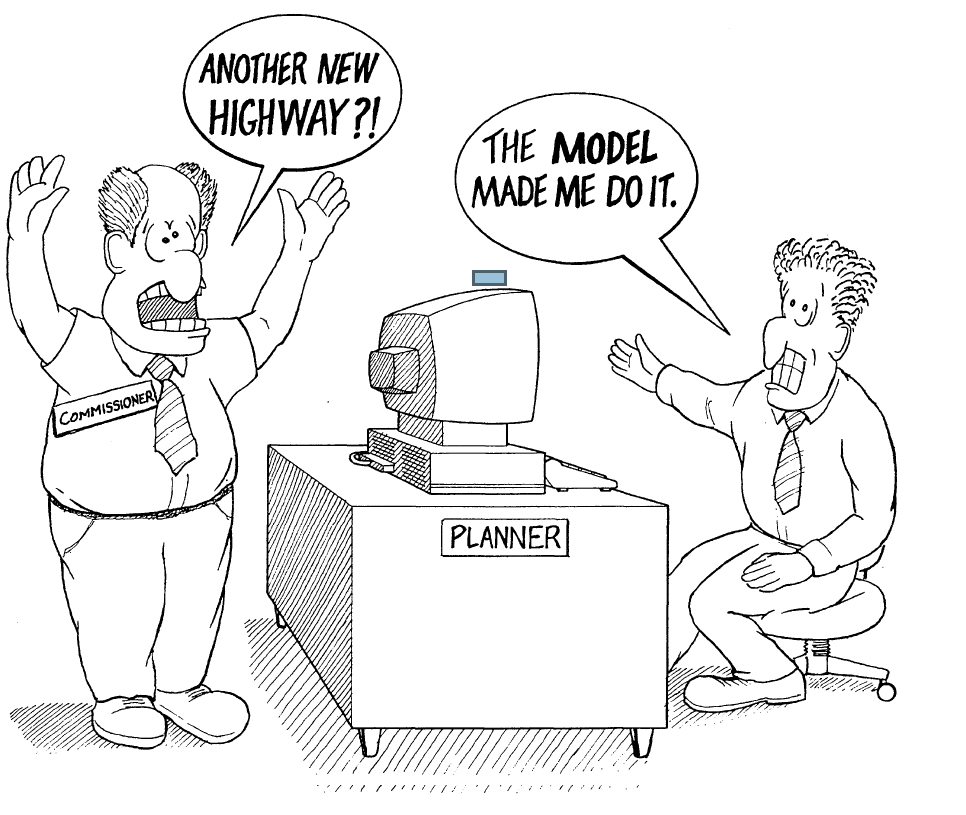 ANOTHER NEW
HIGHWAY?!
THE MODEL
MADE ME DO IT.
COMMISSIONER
PLANNER